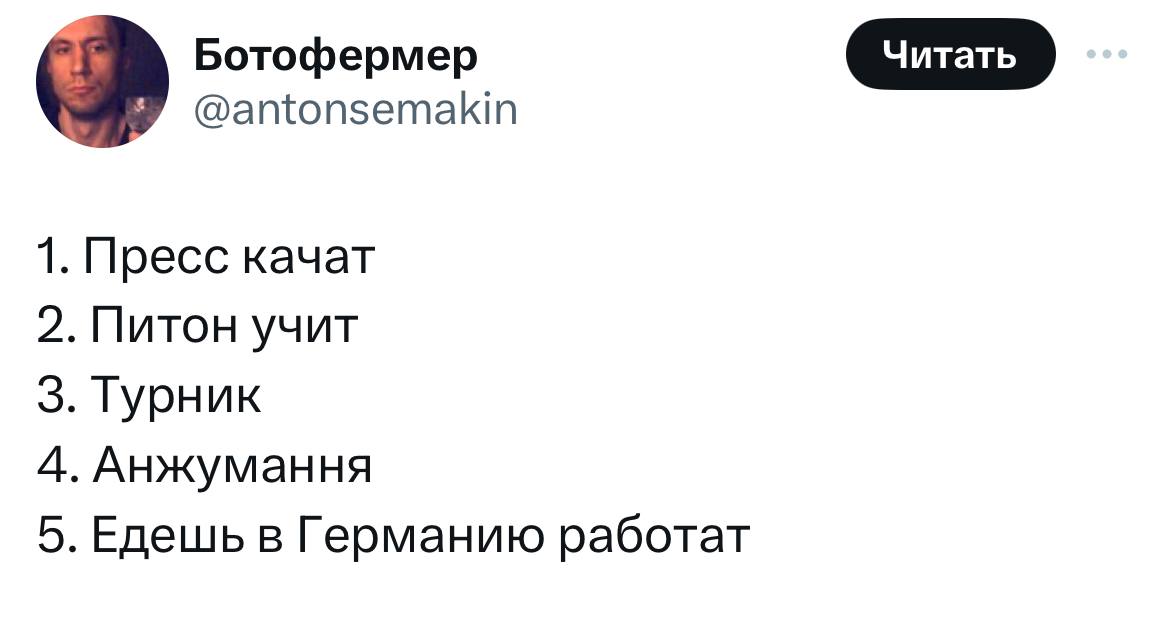 Ботофермер
Читать
@antonsemakin
1. Пресс качат
2. Питон учит
3. Турник
4. Анжумання
5. Едешь в Германию работат